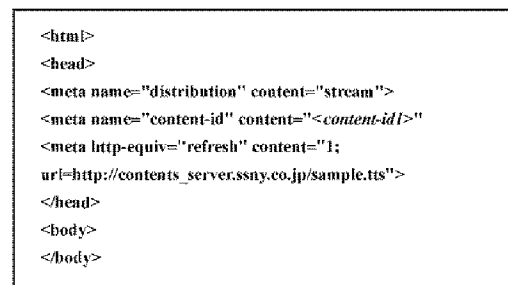 <html>
<head>
<meta name="distribution" content="stream">
<meta name="content-id" content="<content-id1>"
<meta http-equiv="refresh" content="1;
url=http://contents_server.ssny.co.jp/sample.tts">
</head>
<body>
</body>